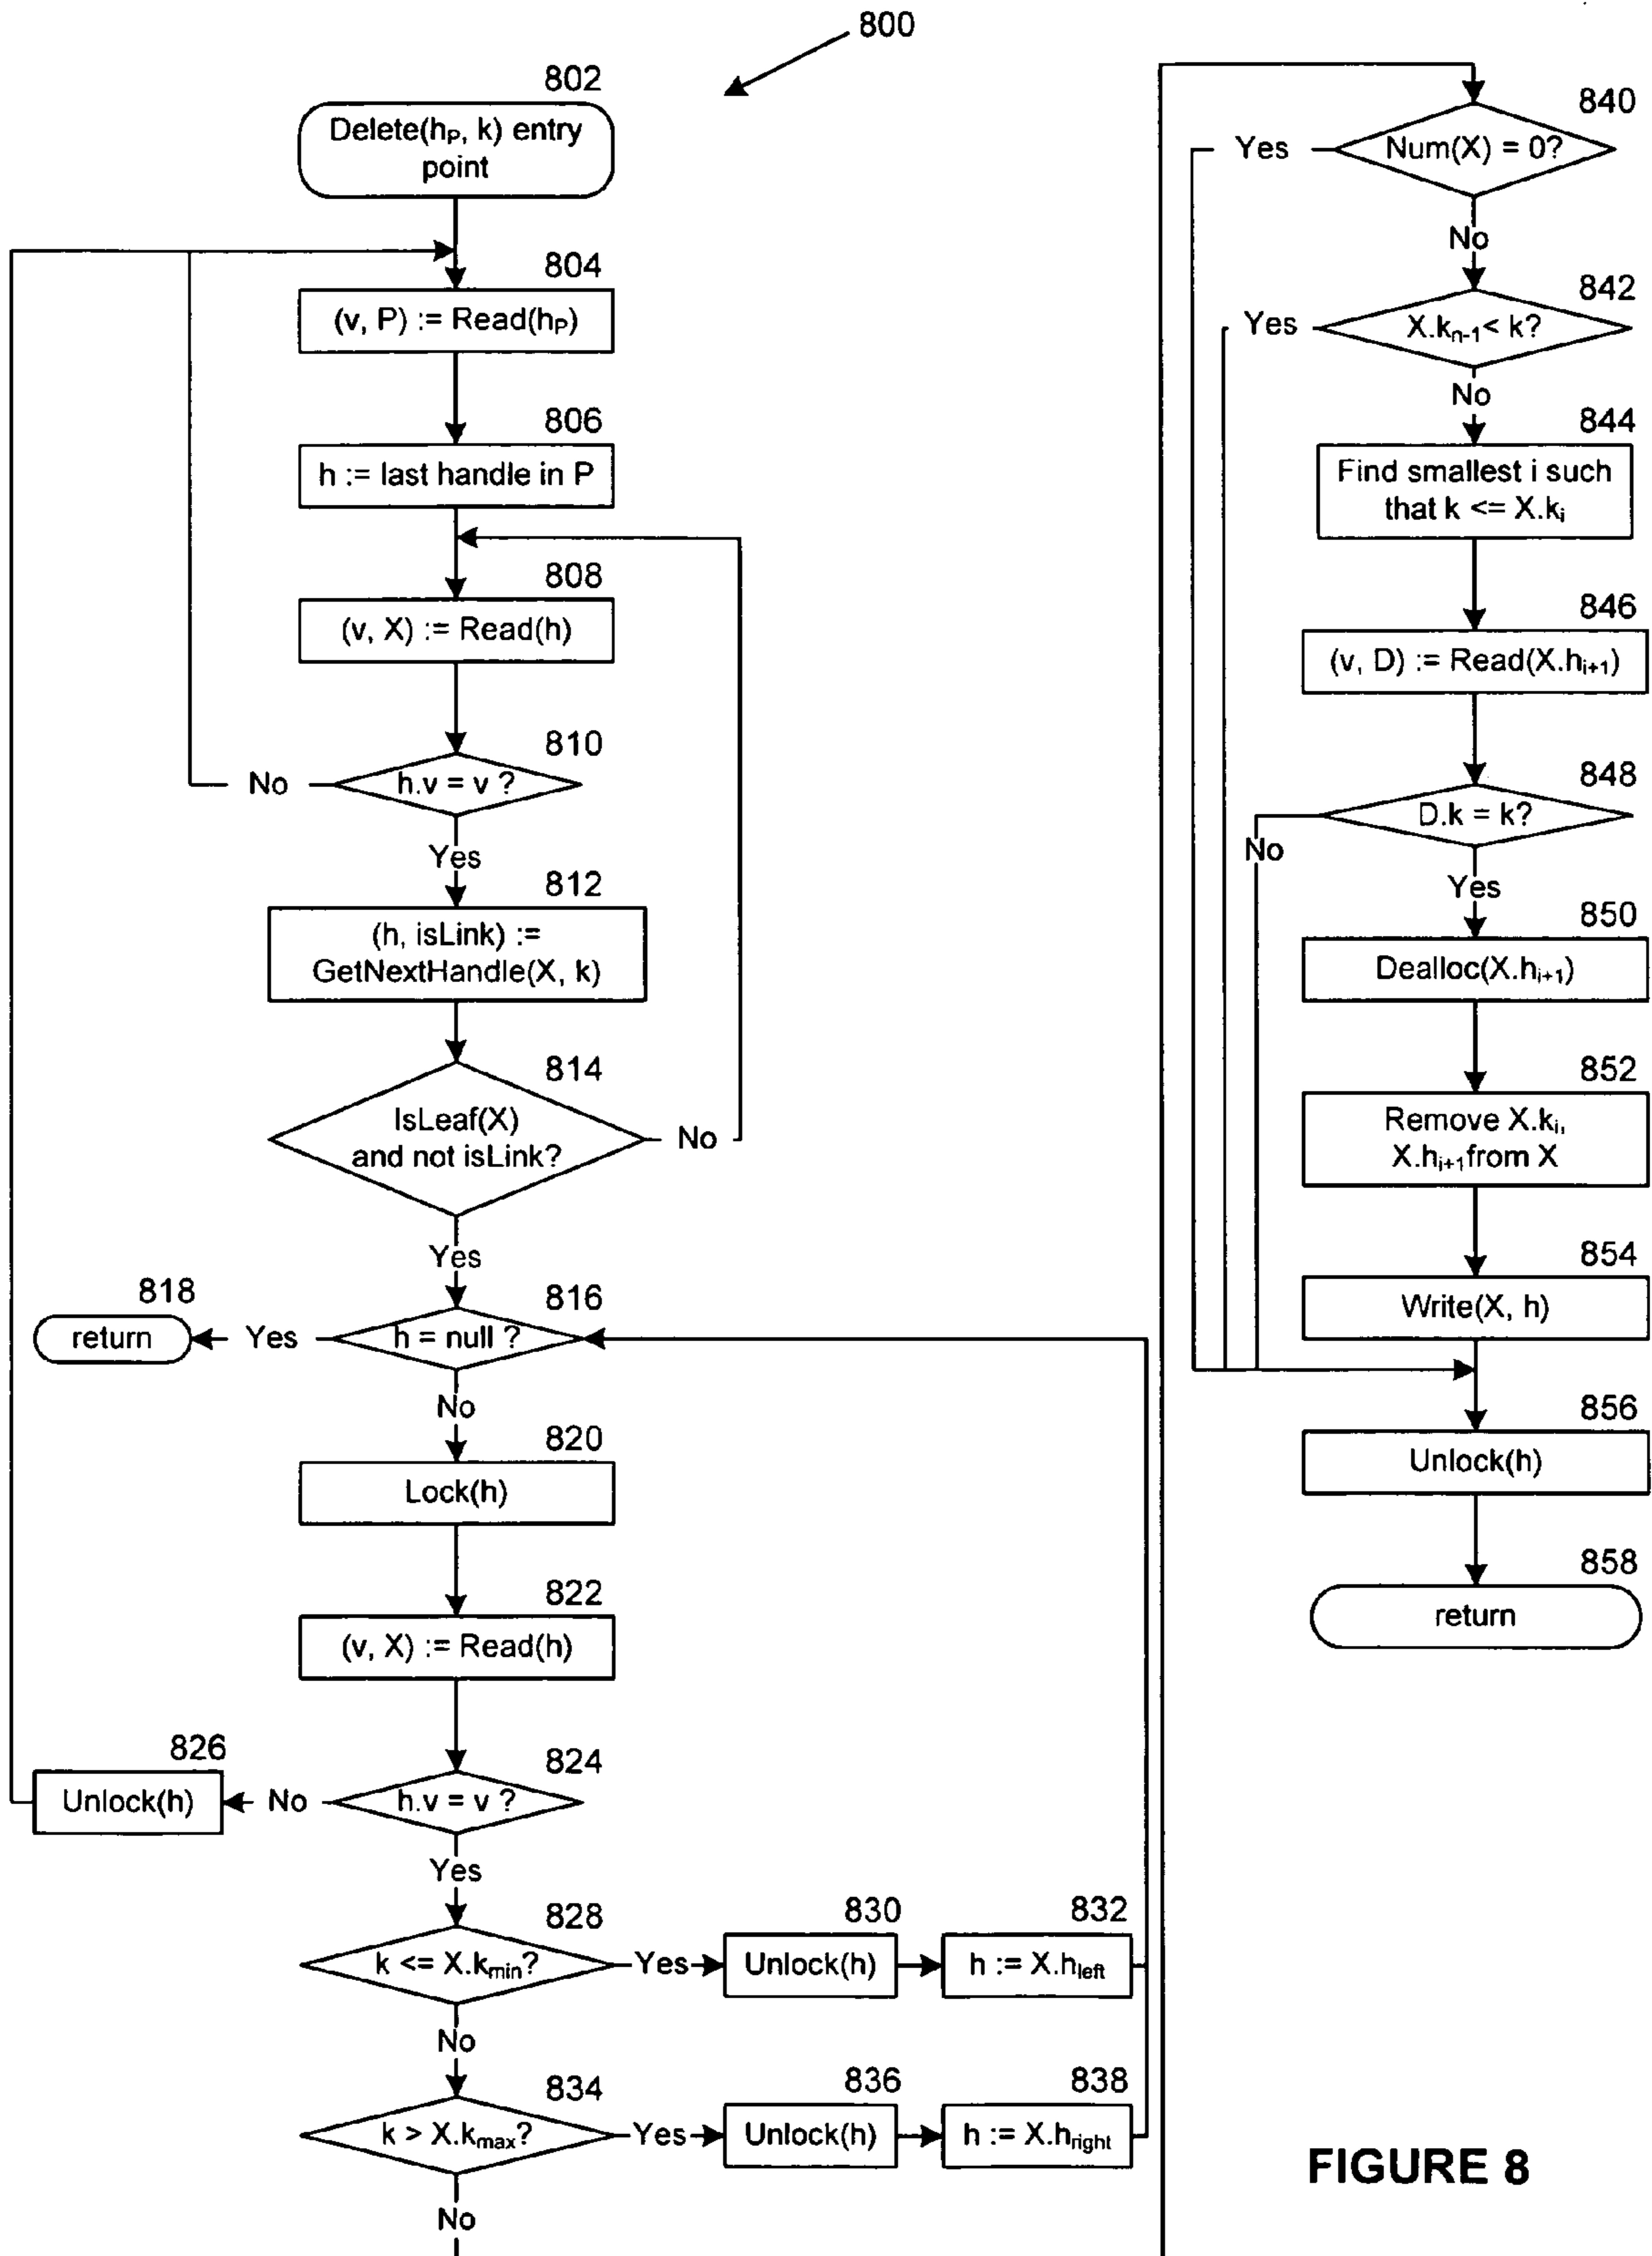 800
802
Delete(hP, k) entry
point
804
(v, P) := Read(hP)
806
h := last handle in P
808
(v, X) := Read(h)
810
h.v = v ?
No
Yes
812
(h, isLink) :=
GetNextHandle(X, k)
814
IsLeaf(X)
and not isLink?
No
Yes
816
h = null ?
818
return
Yes
No
820
Lock(h)
822
(v, X) := Read(h)
824
h.v = v ?
826
Unlock(h)
No
Yes
828
k <= X.kmin?
Yes
830
Unlock(h)
832
h := X.hleft
No
834
k > X.kmax?
Yes
836
Unlock(h)
838
h := X.hright
No
840
Num(X) = 0?
Yes
No
842
X.kn-1< k?
Yes
No
844
Find smallest i such
that k <= X.ki
846
(v, D) := Read(X.hi+1)
848
D.k = k?
No
Yes
850
Dealloc(X.hi+1)
852
Remove X.ki,
X.hi+1from X
854
Write(X, h)
856
Unlock(h)
858
return
FIGURE 8